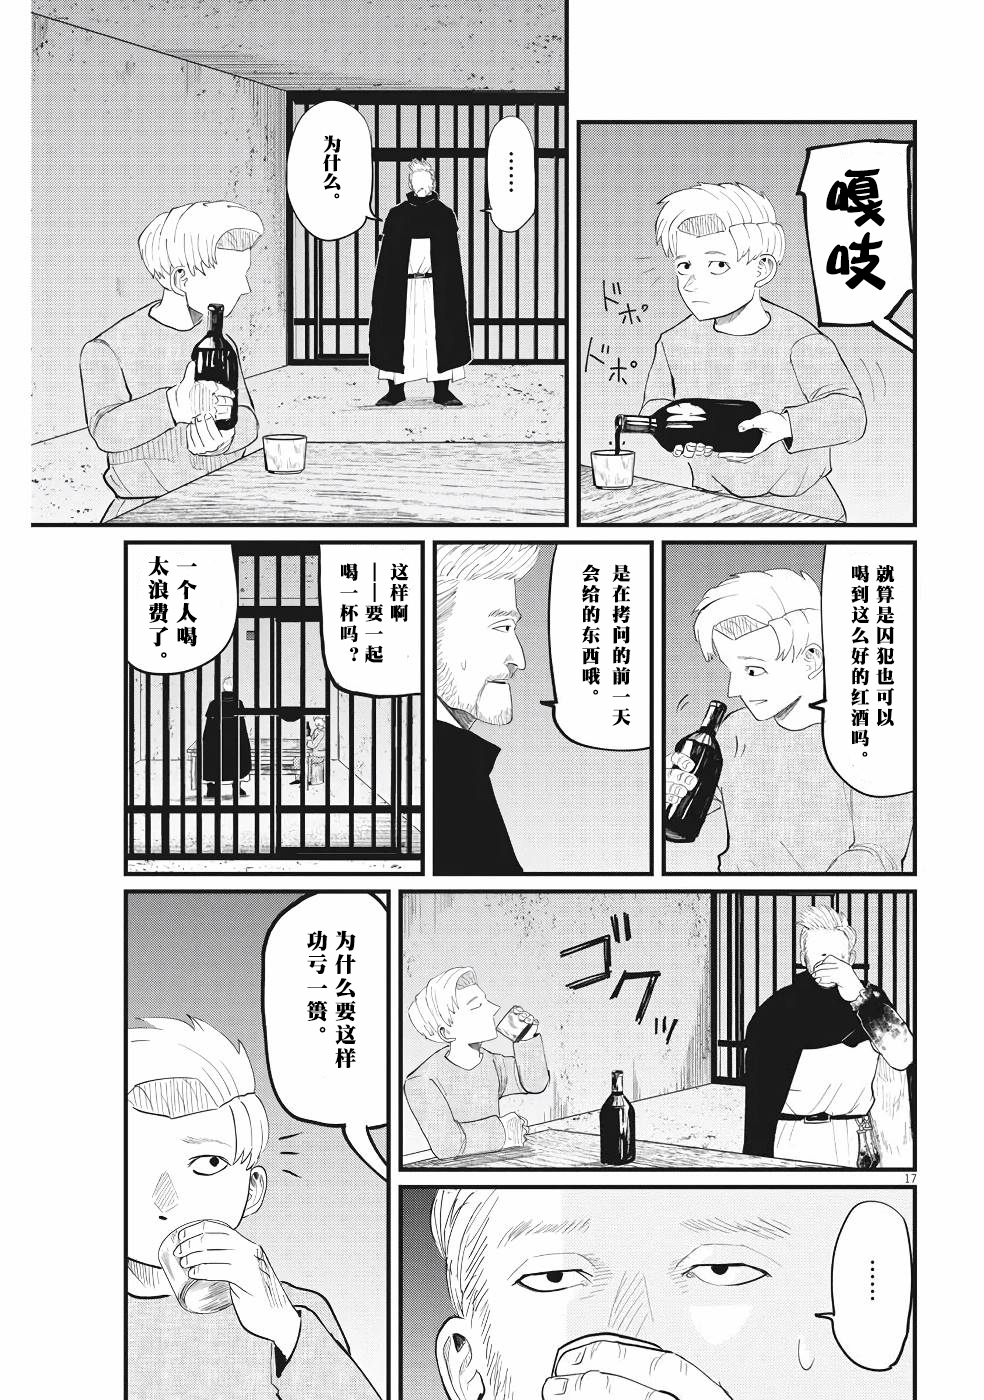 嘎吱
ドポ
ドポ
……
为什么。
就算是囚犯也可以
喝到这么好的红酒吗。
是在拷问的前一天
会给的东西哦。
这样啊
——要一起
喝一杯吗？
一个人喝
太浪费了。
ゴクッ
17
……
为什么要这样
功亏一篑。